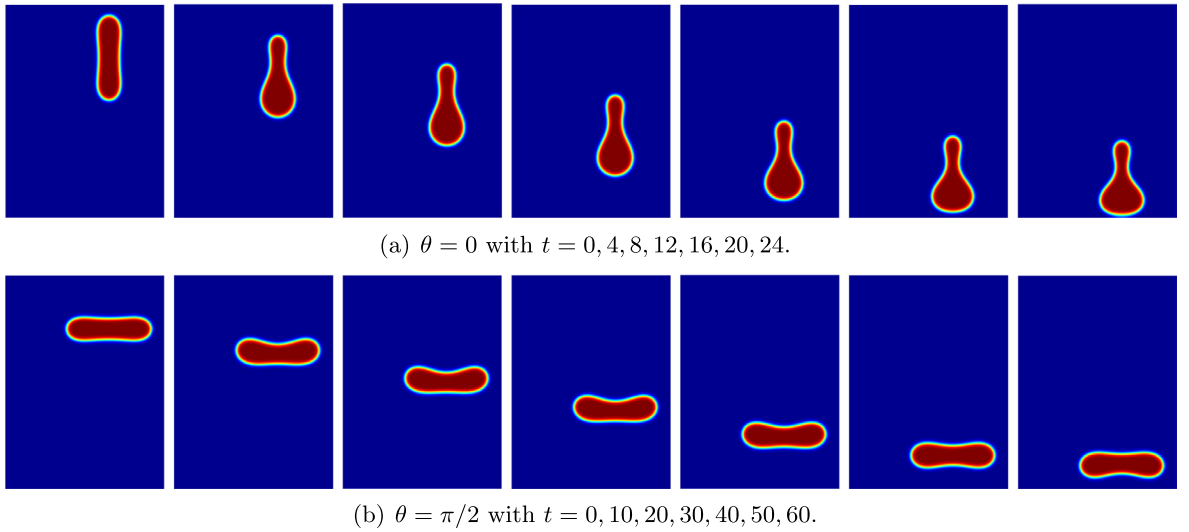 (a) θ = 0 with t = 0, 4, 8, 12, 16, 20, 24.
(b) θ = π/2 with t = 0, 10, 20, 30, 40, 50, 60.